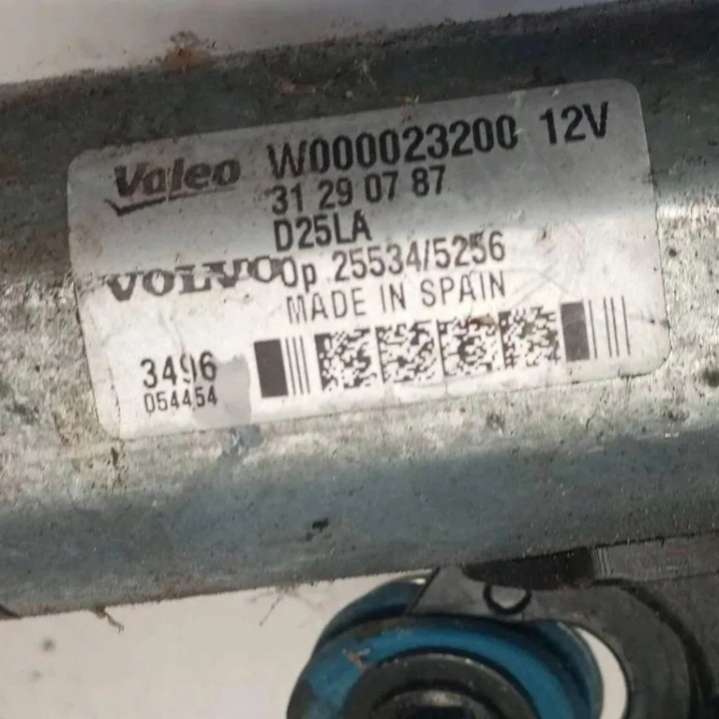 Valeo W000023200 12V
31 29 07 87
D25LA
VOLVO Op 25534/5256
MADE IN SPAIN
3496
054454